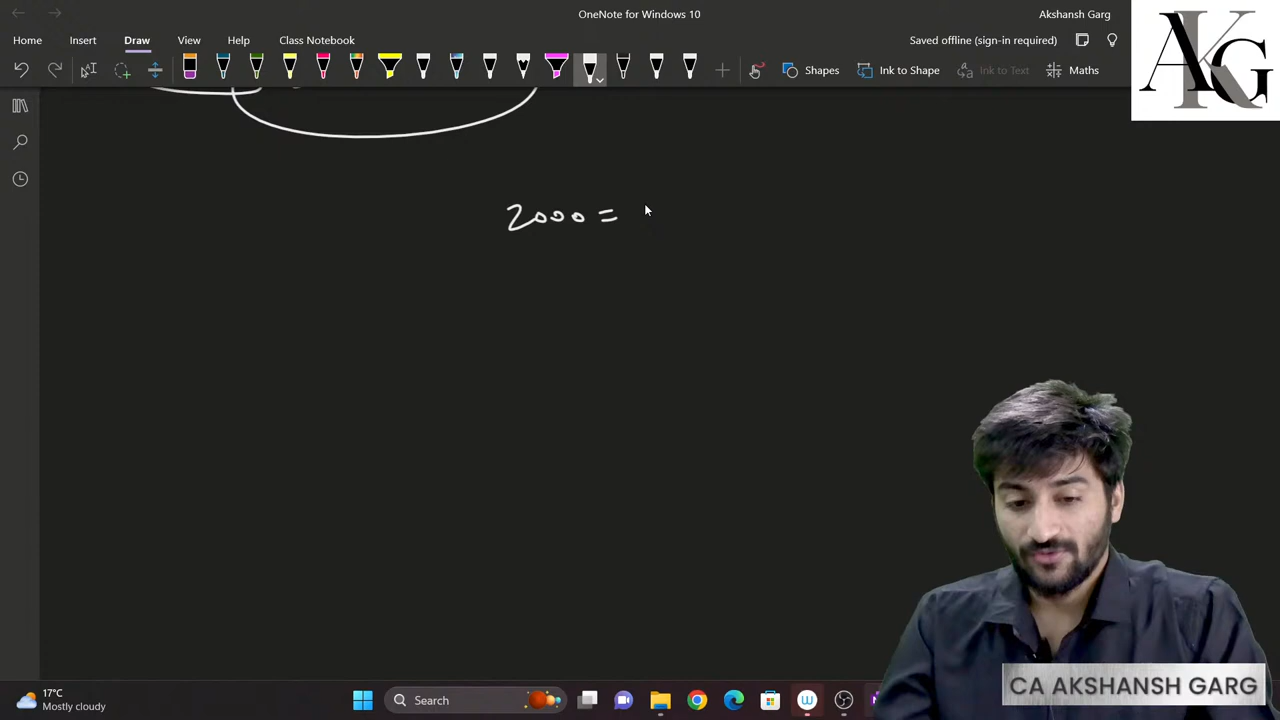 OneNote for Windows 10
Akshansh Garg
Home Insert Draw View Help Class Notebook
Saved offline (sign-in required)
Shapes Ink to Shape Ink to Text Maths
AKG
2000 =
CA AKSHANSH GARG
17°C
Mostly cloudy
Search